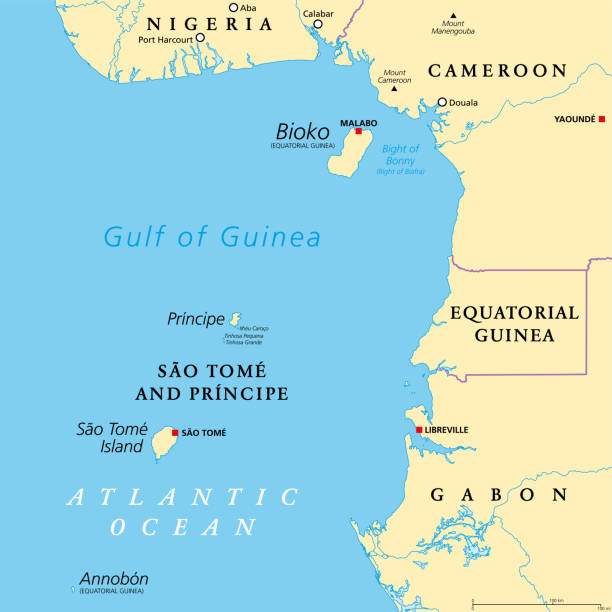 Aba
Calabar
NIGERIA
Port Harcourt
Mount
Manengouba
CAMEROON
Mount
Cameroon
Douala
YAOUNDÉ
MALABO
Bioko
(EQUATORIAL GUINEA)
Bight of
Bonny
(Bight of Biafra)
Gulf of Guinea
Príncipe
Ilhéu Caroço
Tinhosa Pequena
Tinhosa Grande
EQUATORIAL
GUINEA
SÃO TOMÉ
AND PRÍNCIPE
São Tomé
Island
SÃO TOMÉ
LIBREVILLE
ATLANTIC
OCEAN
GABON
Annobón
(EQUATORIAL GUINEA)
0
100 km
0
100 mi